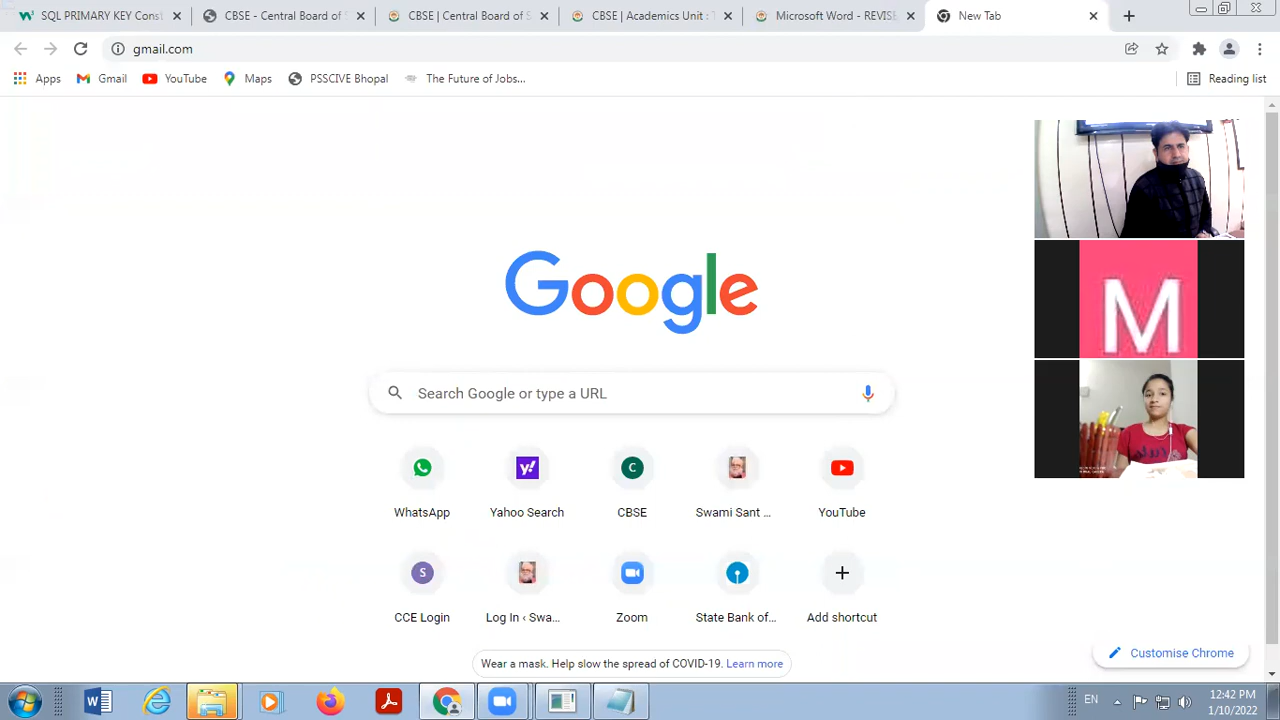 SQL PRIMARY KEY Const
CBSE - Central Board of S
CBSE | Central Board of S
CBSE | Academics Unit : T
Microsoft Word - REVISE
New Tab
gmail.com
Apps
Gmail
YouTube
Maps
PSSCIVE Bhopal
The Future of Jobs...
Reading list
Google
M
Search Google or type a URL
WhatsApp
Yahoo Search
CBSE
Swami Sant ...
YouTube
CCE Login
Log In ‹ Swa...
Zoom
State Bank of...
Add shortcut
Wear a mask. Help slow the spread of COVID-19. Learn more
Customise Chrome
EN
12:42 PM
1/10/2022